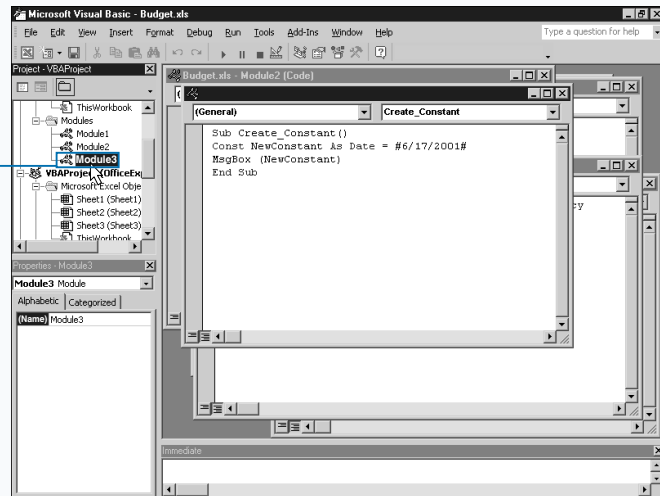 Microsoft Visual Basic - Budget.xls
File Edit View Insert Format Debug Run Tools Add-Ins Window Help
Type a question for help
Project - VBAProject
ThisWorkbook
Modules
Module1
Module2
Module3
VBAProject (OfficeEx
Microsoft Excel Obje
Sheet1 (Sheet1)
Sheet2 (Sheet2)
Sheet3 (Sheet3)
ThisWorkbook
Properties - Module3
Module3 Module
Alphabetic Categorized
(Name) Module3
Budget.xls - Module2 (Code)
(General) Create_Constant
Sub Create_Constant()
Const NewConstant As Date = #6/17/2001#
MsgBox (NewConstant)
End Sub
Immediate